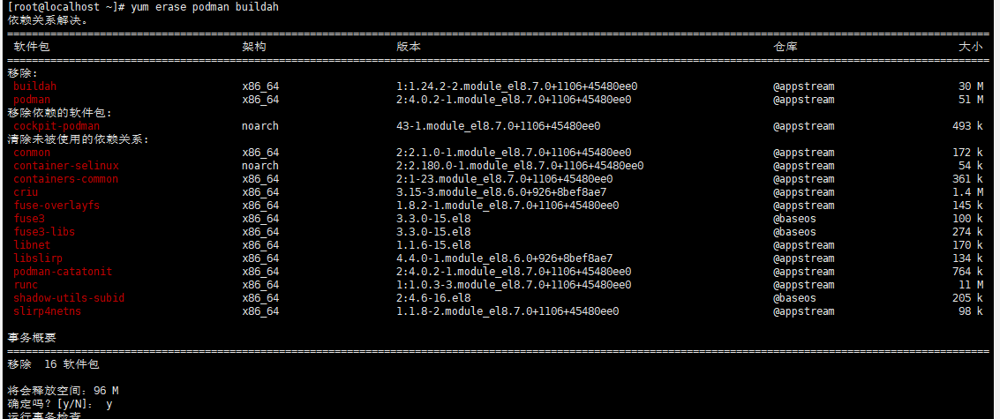 [root@localhost ~]# yum erase podman buildah
依赖关系解决。
================================================================================
软件包 架构 版本 仓库 大小
================================================================================
移除:
buildah x86_64 1:1.24.2-2.module_el8.7.0+1106+45480ee0 @appstream 30 M
podman x86_64 2:4.0.2-1.module_el8.7.0+1106+45480ee0 @appstream 51 M
移除依赖的软件包:
cockpit-podman noarch 43-1.module_el8.7.0+1106+45480ee0 @appstream 493 k
清除未被使用的依赖关系:
conmon x86_64 2:2.1.0-1.module_el8.7.0+1106+45480ee0 @appstream 172 k
container-selinux noarch 2:2.180.0-1.module_el8.7.0+1106+45480ee0 @appstream 54 k
containers-common x86_64 2:1-23.module_el8.7.0+1106+45480ee0 @appstream 361 k
criu x86_64 3.15-3.module_el8.6.0+926+8bef8ae7 @appstream 1.4 M
fuse-overlayfs x86_64 1.8.2-1.module_el8.7.0+1106+45480ee0 @appstream 145 k
fuse3 x86_64 3.3.0-15.el8 @baseos 100 k
fuse3-libs x86_64 3.3.0-15.el8 @baseos 274 k
libnet x86_64 1.1.6-15.el8 @appstream 170 k
libslirp x86_64 4.4.0-1.module_el8.6.0+926+8bef8ae7 @appstream 134 k
podman-catatonit x86_64 2:4.0.2-1.module_el8.7.0+1106+45480ee0 @appstream 764 k
runc x86_64 1:1.0.3-3.module_el8.7.0+1106+45480ee0 @appstream 11 M
shadow-utils-subid x86_64 2:4.6-16.el8 @baseos 205 k
slirp4netns x86_64 1.1.8-2.module_el8.7.0+1106+45480ee0 @appstream 98 k
事务概要
================================================================================
移除 16 软件包
将会释放空间：96 M
确定吗？[y/N]： y
运行事务检查